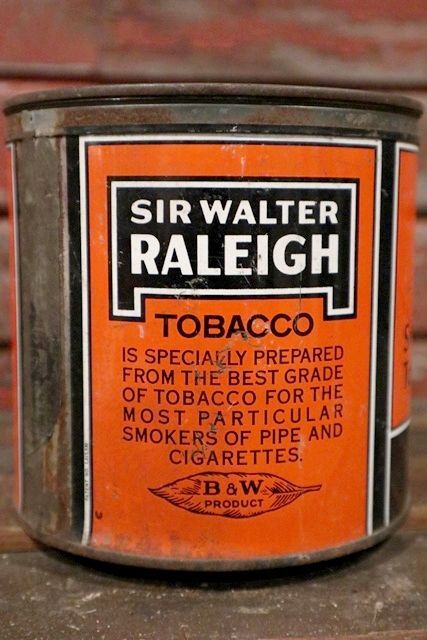 SIR WALTER
RALEIGH
TOBACCO
IS SPECIALLY PREPARED
FROM THE BEST GRADE
OF TOBACCO FOR THE
MOST PARTICULAR
SMOKERS OF PIPE AND
CIGARETTES.
B & W
PRODUCT